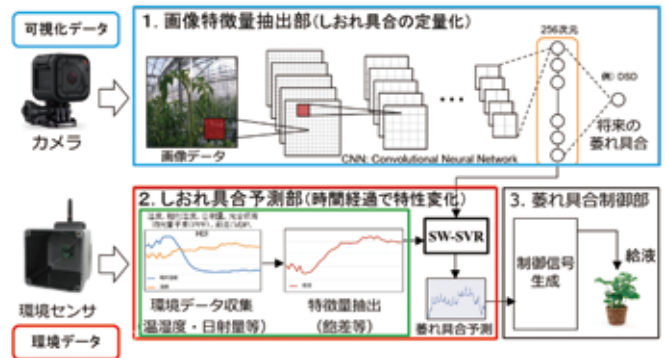 可視化データ
カメラ
1. 画像特徴量抽出部(しおれ具合の定量化)
画像データ
CNN: Convolutional Neural Network
256次元
例) DSD
将来の
萎れ具合
環境センサ
環境データ
2. しおれ具合予測部(時間経過で特性変化)
環境データ収集
(温湿度・日射量等)
特徴量抽出
(飽差等)
SW-SVR
萎れ具合予測
3. 萎れ具合制御部
制御信号
生成
給液